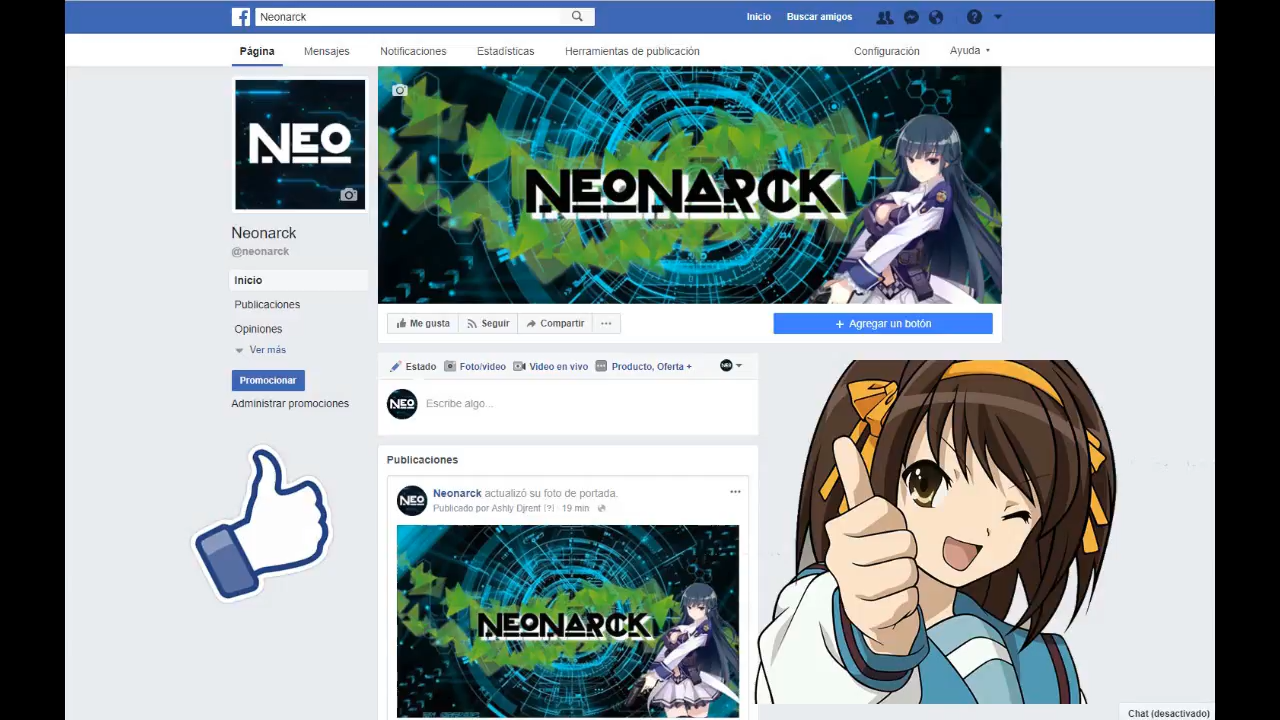 Neonarck
Inicio
Buscar amigos
Página
Mensajes
Notificaciones
Estadísticas
Herramientas de publicación
Configuración
Ayuda
NEO
NEONARCK
Neonarck
@neonarck
Inicio
Publicaciones
Opiniones
Ver más
Promocionar
Administrar promociones
Me gusta
Seguir
Compartir
+ Agregar un botón
Estado
Foto/video
Video en vivo
Producto, Oferta +
NEO
NEO
Escribe algo...
Publicaciones
NEO
Neonarck actualizó su foto de portada.
Publicado por Ashly Djrent [?] · 19 min ·
NEONARCK
Chat (desactivado)